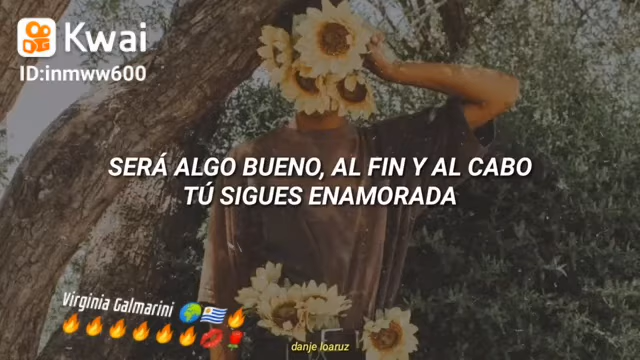 Kwai
ID:inmww600
SERÁ ALGO BUENO, AL FIN Y AL CABO
TÚ SIGUES ENAMORADA
Virginia Galmarini 🌍🇺🇾🔥
🔥🔥🔥🔥🔥🔥💋🌹
danje loaruz